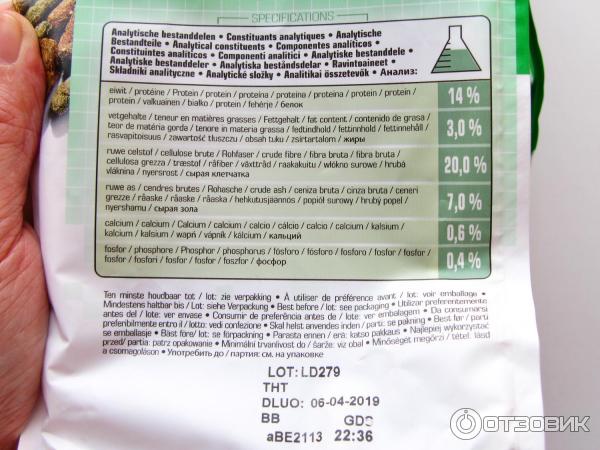 SPECIFICATIONS
Analytische bestanddelen • Constituants analytiques • Analytische
Bestandteile • Analytical constituents • Componentes analíticos •
Constituintes analíticos • Componenti analitici • Analytiske bestanddele •
Analytiske bestanddeler • Analytiska beståndsdelar • Ravintoaineet •
Składniki analityczne • Analytické složky • Analitikai összetevők • Анализ:
eiwit / protéine / Protein / protein / proteína / proteína / proteina / protein /
protein / valkuainen / białko / protein / fehérje / белок
14 %
vetgehalte / teneur en matières grasses / Fettgehalt / fat content / contenido de grasa /
teor de matéria gorda / tenore in materia grassa / fedtindhold / fettinnhold / fettinnehåll /
rasvapitoisuus / zawartość tłuszczu / obsah tuku / zsírtartalom / жиры
3,0 %
ruwe celstof / cellulose brute / Rohfaser / crude fibre / fibra bruta / fibra bruta /
cellulosa grezza / træstof / råfiber / växttråd / raakakuitu / włókno surowe / hrubá
vláknina / nyersrost / сырая клетчатка
20,0 %
ruwe as / cendres brutes / Rohasche / crude ash / ceniza bruta / cinza bruta / ceneri
grezze / råaske / råaska / råaska / hehkutusjäännös / popiół surowy / hrubý popel /
nyershamu / сырая зола
7,0 %
calcium / calcium / Calcium / calcium / calcio / cálcio / calcio / calcium / kalsium /
kalcium / kalsium / wapń / vápník / kálcium / кальций
0,6 %
fosfor / phosphore / Phosphor / phosphorus / fósforo / fósforo / fosforo / fosfor / fosfor /
fosfori / fosfori / fosfor / fosfor / foszfor / фосфор
0,4 %
Ten minste houdbaar tot / lot: zie verpakking • À utiliser de préférence avant / lot: voir emballage •
Mindestens haltbar bis / Los: siehe Verpackung • Best before / lot: see packaging • Utilizar preferentemente
antes del / lote: ver envase • Consumir de preferência antes de / lote: ver embalagem • Da consumarsi
preferibilmente entro il / lotto: vedi confezione • Skal helst anvendes inden / parti: se pakning • Best før / parti
se emballasje • Bäst före/ lot: se förpackning • Parasta ennen / erä: katso pakkaus • Najlepiej wykorzystać
przed/ partia: patrz opakowanie • Minimální trvanlivost do / šarže: viz obal • Minőségét megőrzi / tétel: lásd
a csomagoláson • Употребить до / партия: см. на упаковке
LOT: LD279
THT
DLUO: 06-04-2019
BB GDS
aBE2113 22:36
ОТЗОВИК